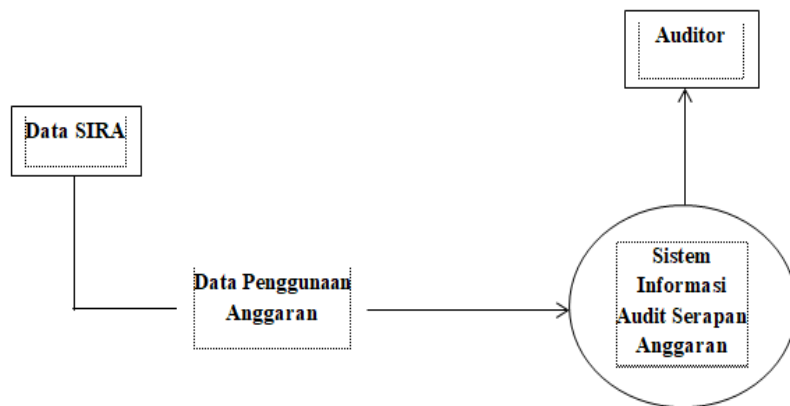 Auditor
Data SIRA
Data Penggunaan
Anggaran
Sistem
Informasi
Audit Serapan
Anggaran